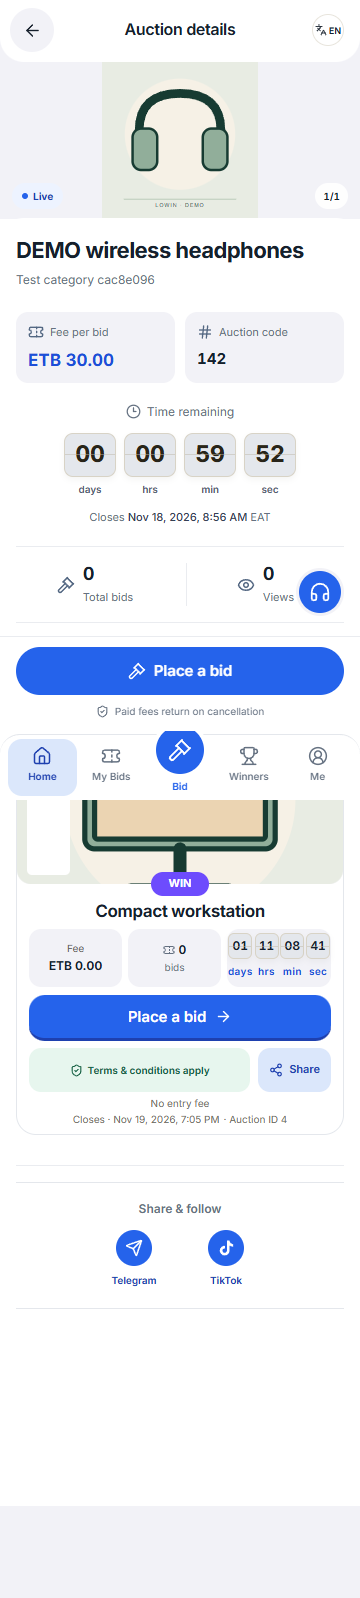 Auction details
EN
LOWIN · DEMO
Live
1/1
DEMO wireless headphones
Test category cac8e096
Fee per bid
ETB 30.00
Auction code
142
Time remaining
00 00 59 52
days hrs min sec
Closes Nov 18, 2026, 8:56 AM EAT
0
Total bids
0
Views
Place a bid
Paid fees return on cancellation
Home
My Bids
Bid
Winners
Me
WIN
Compact workstation
Fee
ETB 0.00
0
bids
01 11 08 41
days hrs min sec
Place a bid
Terms & conditions apply
Share
No entry fee
Closes · Nov 19, 2026, 7:05 PM · Auction ID 4
Share & follow
Telegram
TikTok